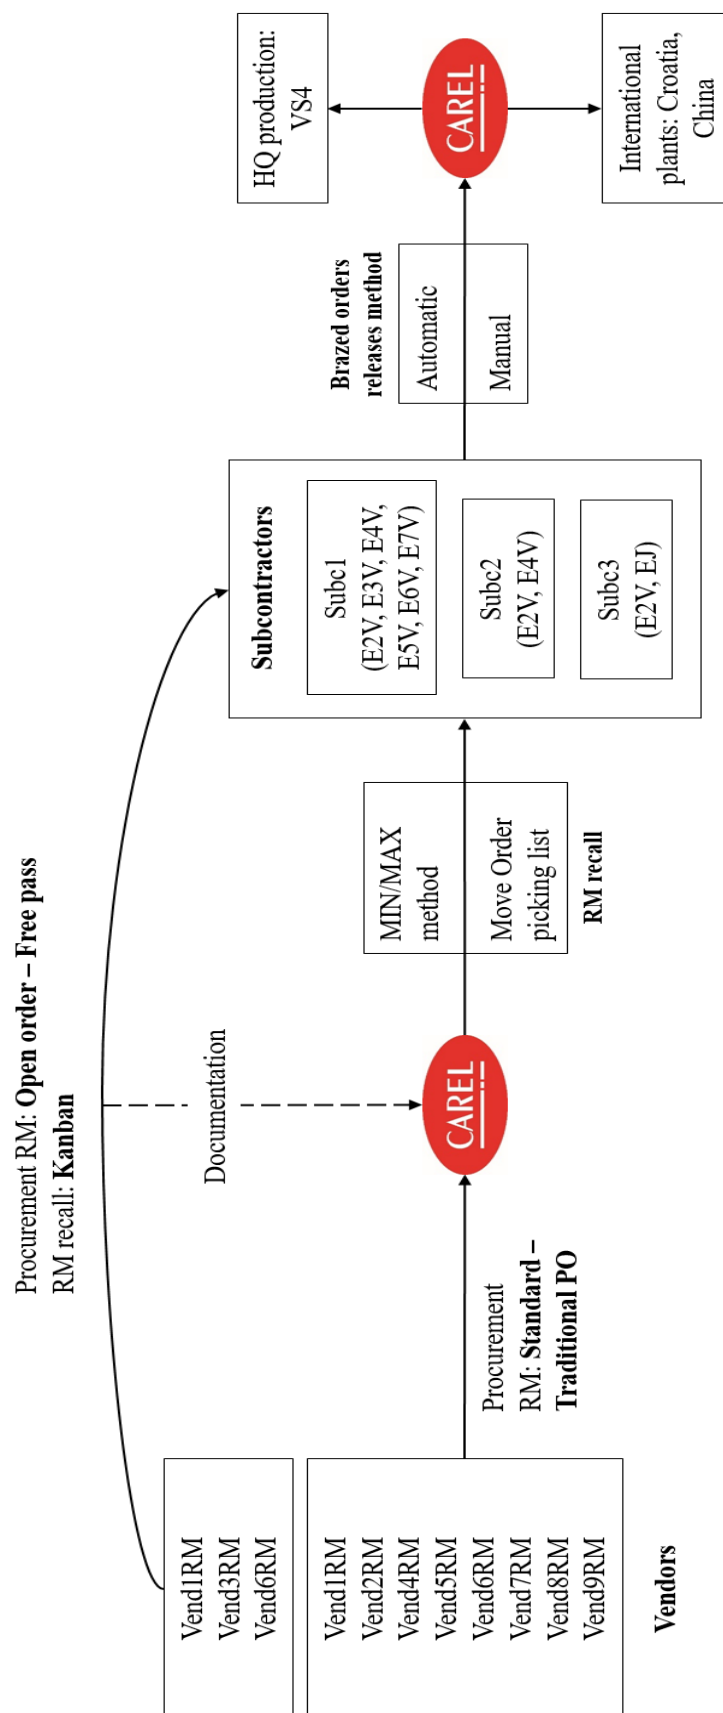 Procurement RM: Open order – Free pass
RM recall: Kanban
Documentation
Vend1RM
Vend3RM
Vend6RM
Vend1RM
Vend2RM
Vend4RM
Vend5RM
Vend6RM
Vend7RM
Vend8RM
Vend9RM
Vendors
Procurement
RM: Standard –
Traditional PO
CAREL
MIN/MAX
method
Move Order
picking list
RM recall
Subcontractors
Subc1
(E2V, E3V, E4V,
E5V, E6V, E7V)
Subc2
(E2V, E4V)
Subc3
(E2V, EJ)
Brazed orders
releases method
Automatic
Manual
CAREL
HQ production:
VS4
International
plants: Croatia,
China